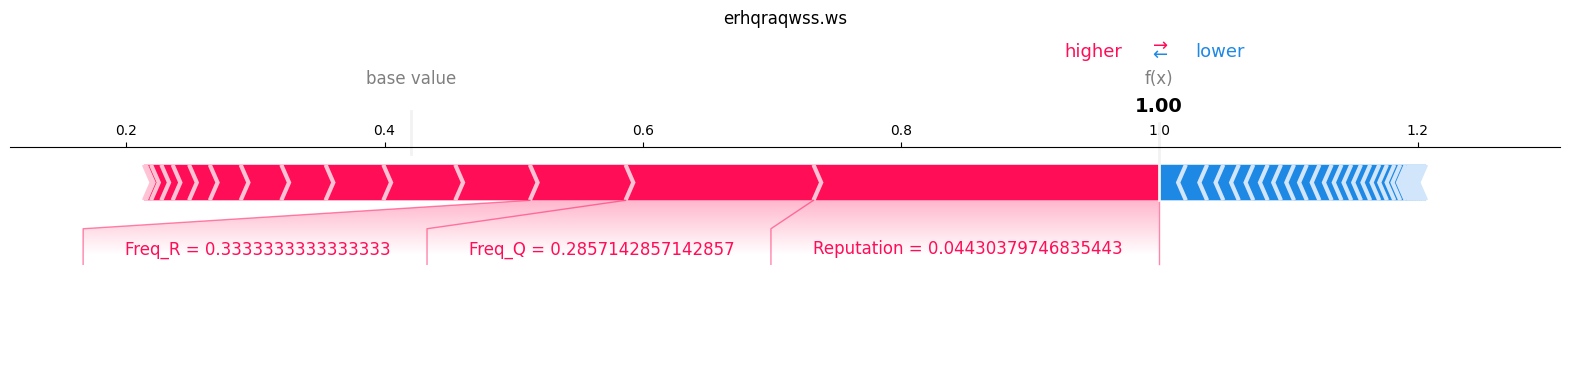 erhqraqwss.ws
higher ⇄ lower
base value
f(x)
1.00
0.2 0.4 0.6 0.8 1.0 1.2
Freq_R = 0.3333333333333333
Freq_Q = 0.2857142857142857
Reputation = 0.04430379746835443